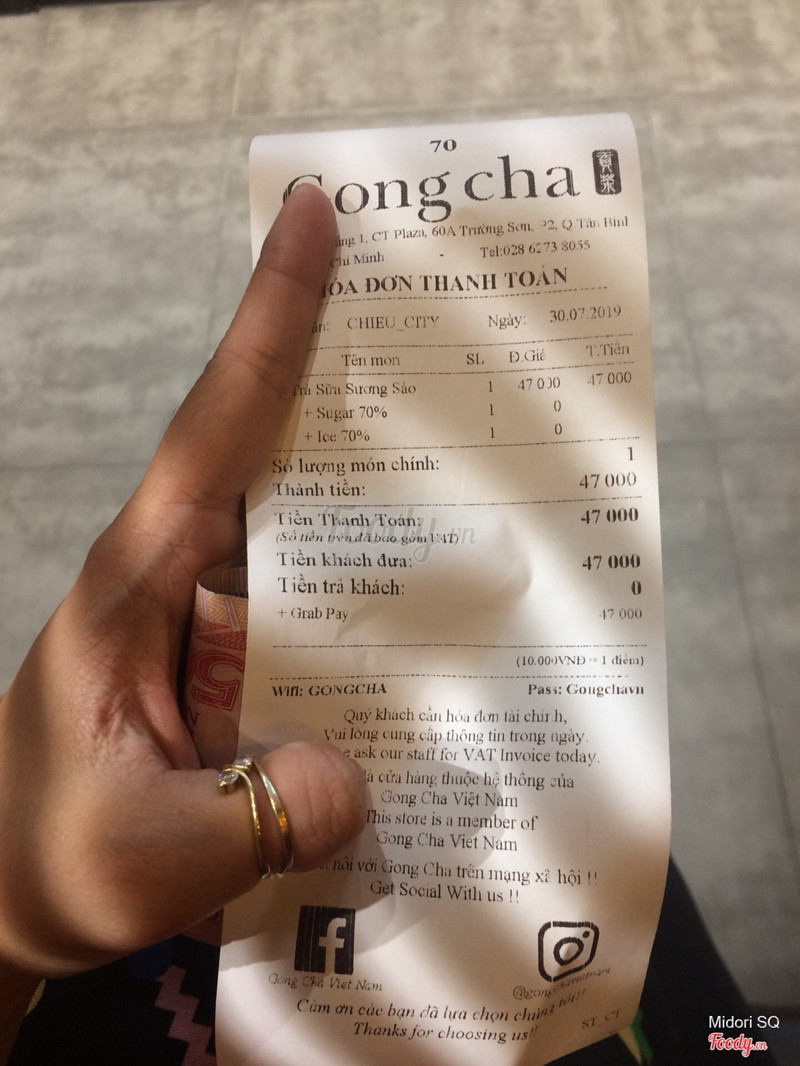 70
Gong cha 貢茶
1, CT Plaza, 60A Trường Sơn, P2, Q.Tân Bình
Chí Minh - Tel:028 6273 8055
HÓA ĐƠN THANH TOÁN
CHIEU_CITY Ngày: 30.07.2019
Tên món SL Đ.Giá T.Tiền
Trà Sữa Sương Sáo 1 47 000 47 000
+ Sugar 70% 1 0
+ Ice 70% 1 0
Số lượng món chính: 1
Thành tiền: 47 000
Tiền Thanh Toán: 47 000
(Số tiền trên đã bao gồm VAT)
Tiền khách đưa: 47 000
Tiền trả khách: 0
+ Grab Pay 47 000
(10.000VNĐ = 1 điểm)
Wifi: GONGCHA Pass: Gongchavn
Quý khách cần hóa đơn tài chính,
Vui lòng cung cấp thông tin trong ngày.
ask our staff for VAT Invoice today.
là cửa hàng thuộc hệ thống của
Gong Cha Việt Nam
This store is a member of
Gong Cha Viet Nam
nối với Gong Cha trên mạng xã hội !!
Get Social With us !!
f
Gong Cha Viet Nam @gongchavietnam
Cảm ơn các bạn đã lựa chọn chúng tôi!!
Thanks for choosing us!! ST_CT
Foody.vn
Midori SQ
Foody.vn